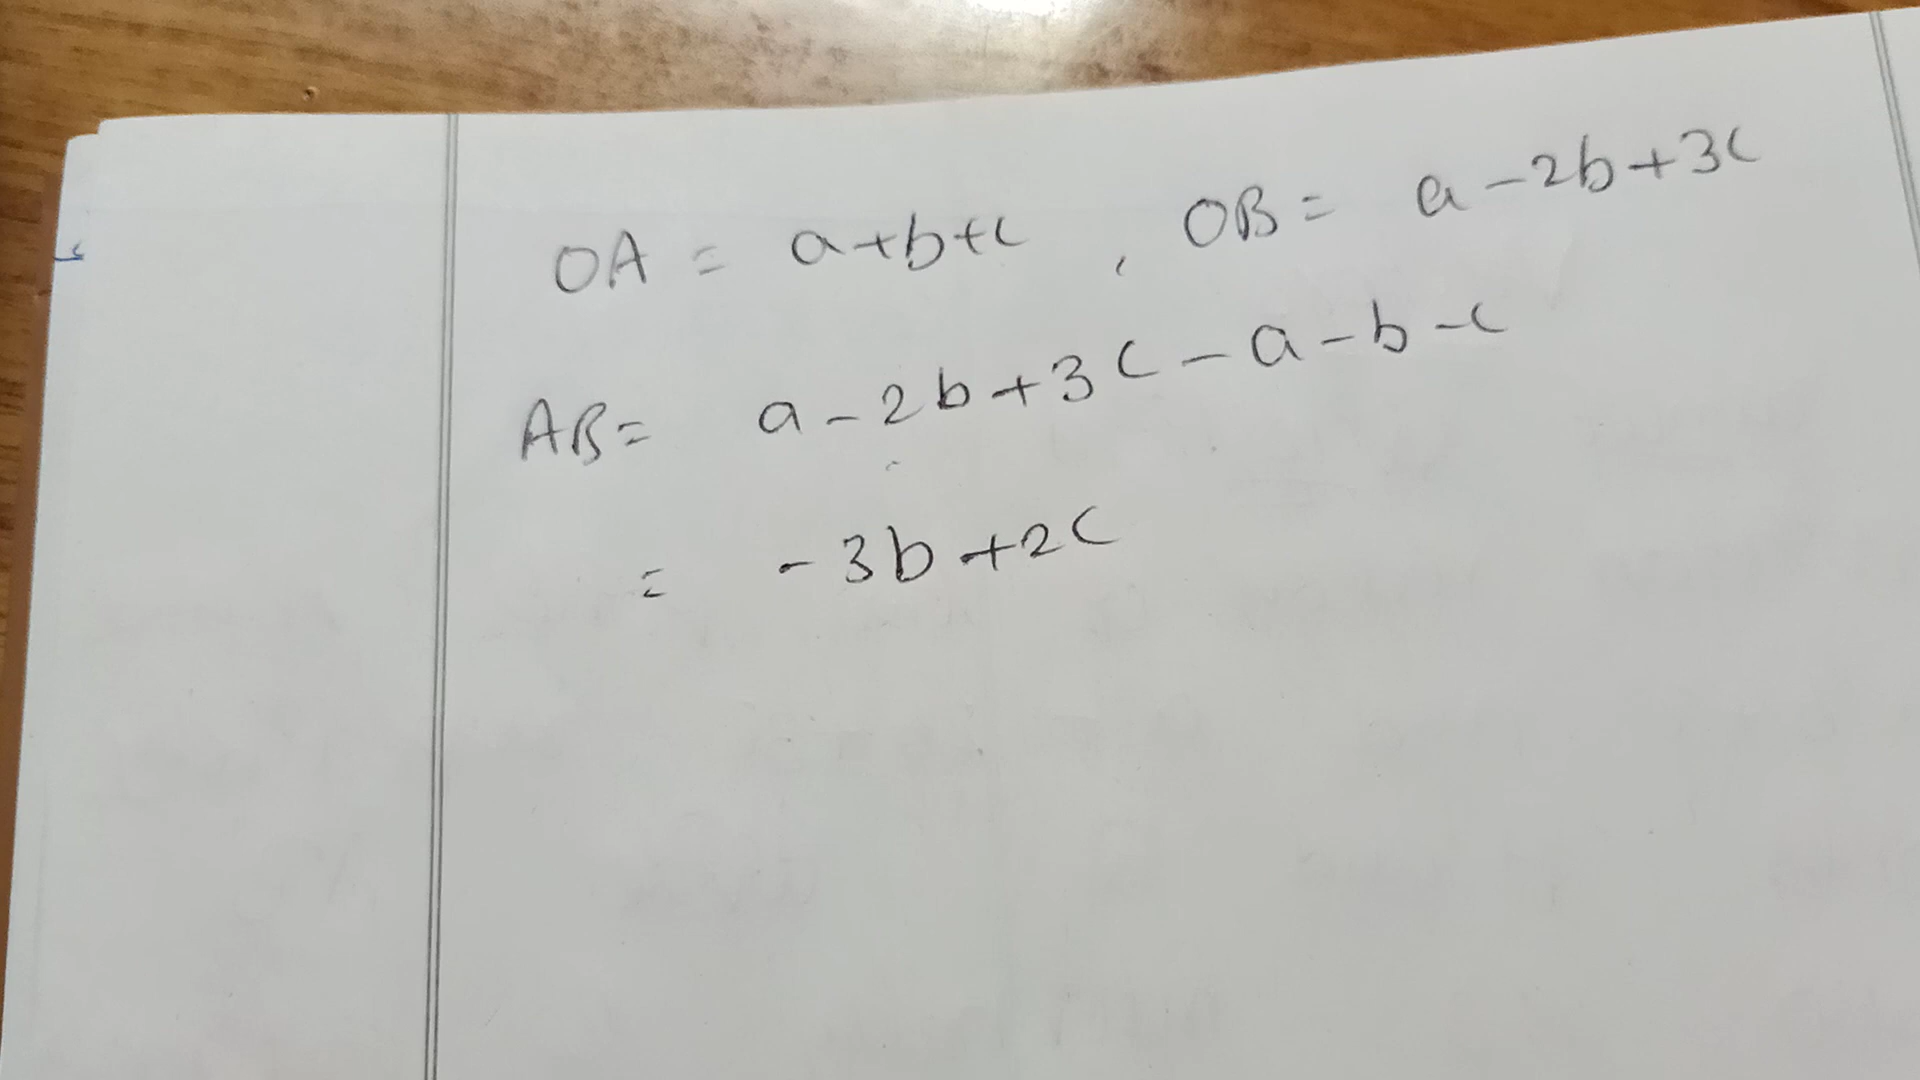 OA = a+b+c , OB = a-2b+3c
AB = a-2b+3c-a-b-c
= -3b+2c